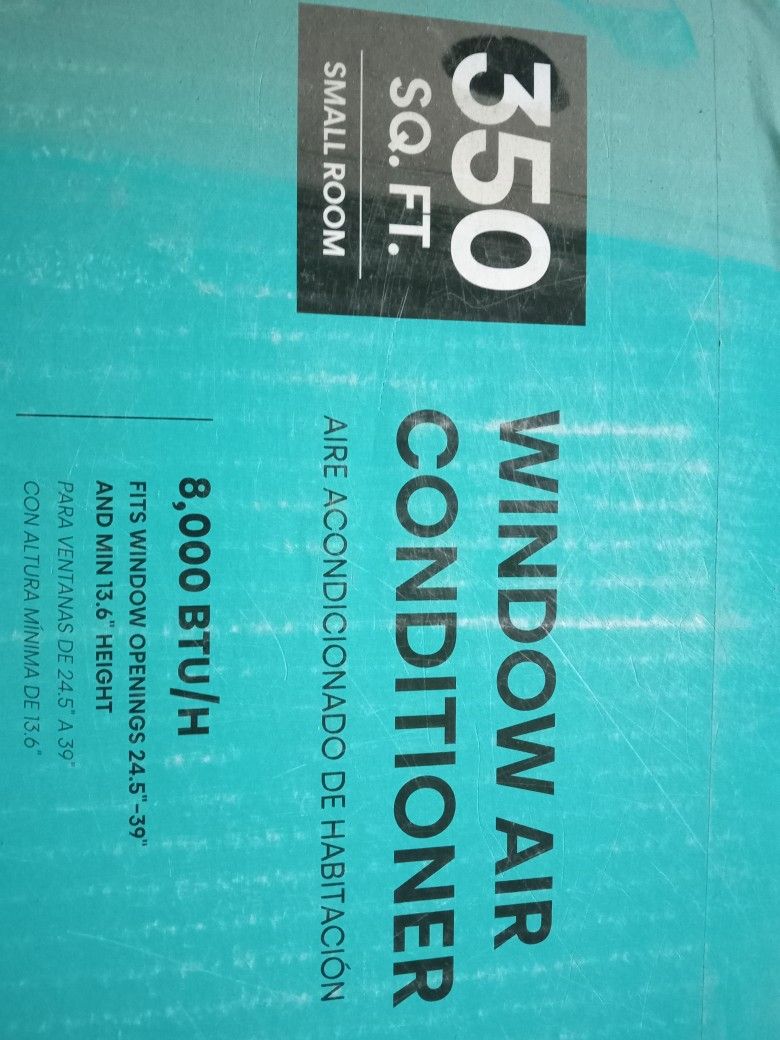 350
SQ. FT.
SMALL ROOM
WINDOW AIR
CONDITIONER
AIRE ACONDICIONADO DE HABITACIÓN
8,000 BTU/H
FITS WINDOW OPENINGS 24.5"-39"
AND MIN 13.6" HEIGHT
PARA VENTANAS DE 24.5" A 39"
CON ALTURA MÍNIMA DE 13.6"